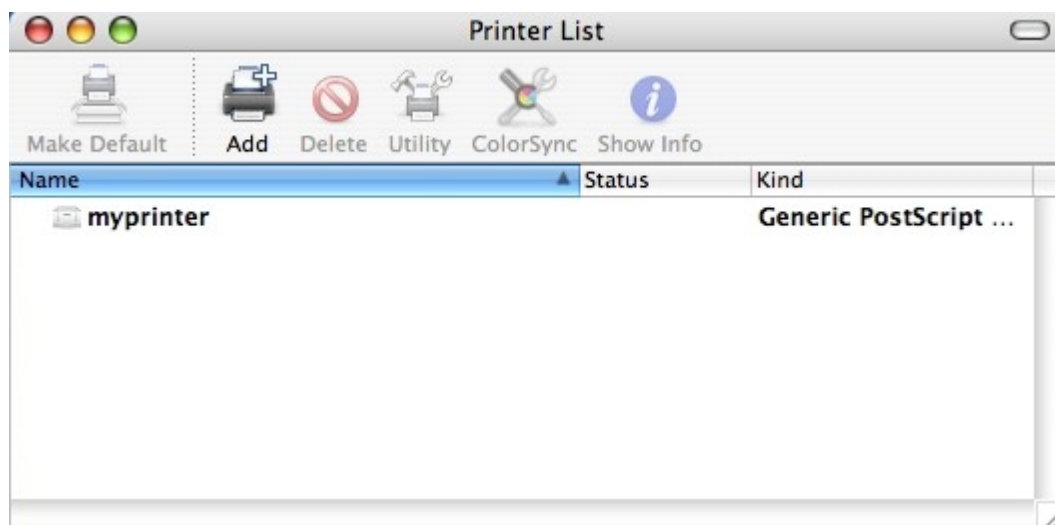 Printer List
Make Default Add Delete Utility ColorSync Show Info
Name Status Kind
myprinter Generic PostScript ...